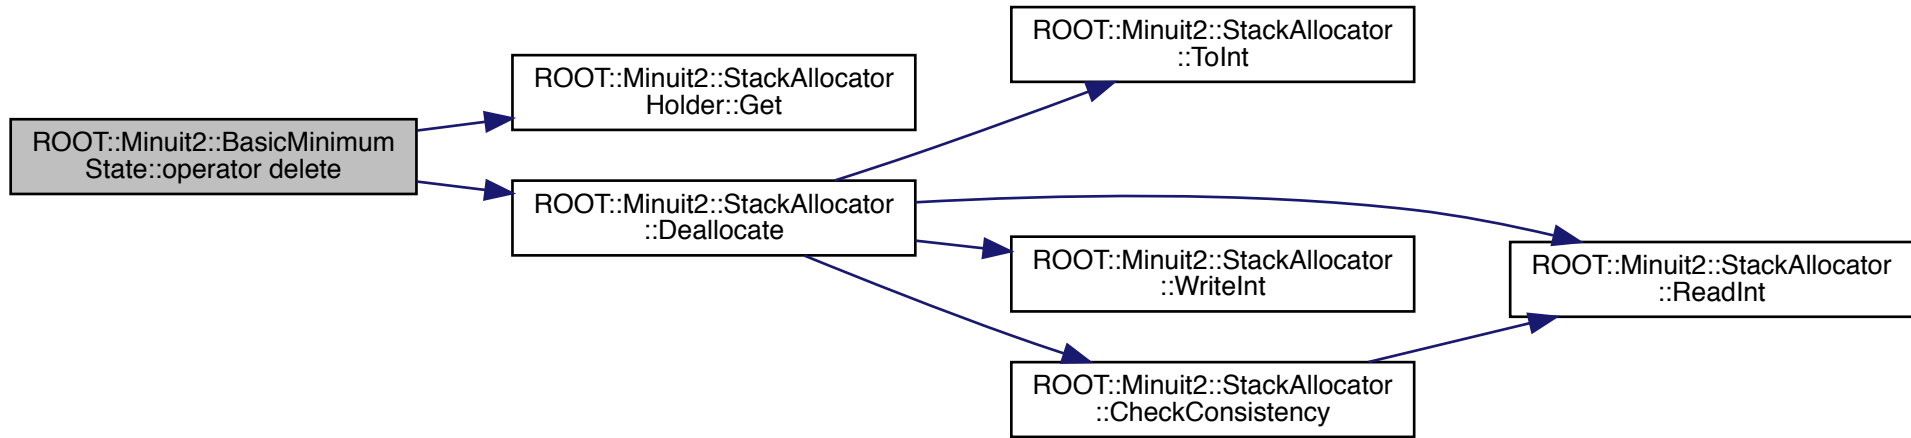 ROOT::Minuit2::BasicMinimum
State::operator delete
ROOT::Minuit2::StackAllocator
Holder::Get
ROOT::Minuit2::StackAllocator
::Deallocate
ROOT::Minuit2::StackAllocator
::ToInt
ROOT::Minuit2::StackAllocator
::WriteInt
ROOT::Minuit2::StackAllocator
::CheckConsistency
ROOT::Minuit2::StackAllocator
::ReadInt